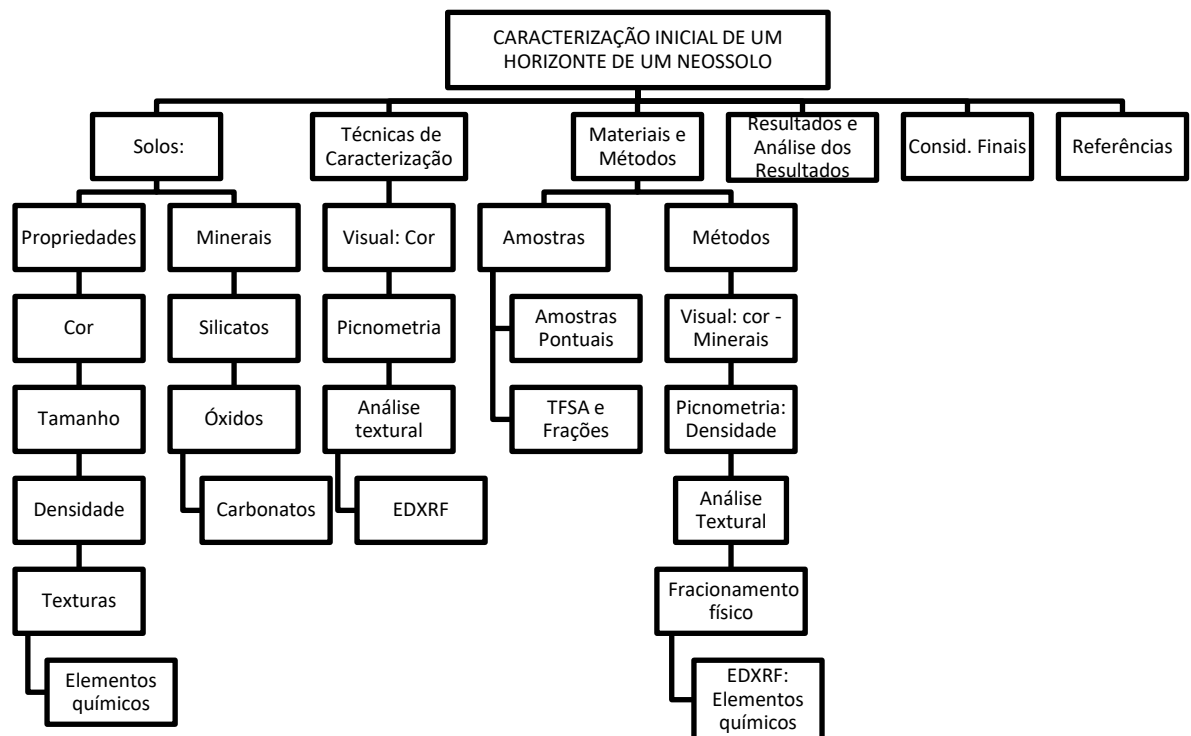 CARACTERIZAÇÃO INICIAL DE UM
HORIZONTE DE UM NEOSSOLO
Solos:
Técnicas de
Caracterização
Materiais e
Métodos
Resultados e
Análise dos
Resultados
Consid. Finais
Referências
Propriedades
Minerais
Visual: Cor
Amostras
Métodos
Cor
Silicatos
Picnometria
Amostras
Pontuais
Visual: cor -
Minerais
Tamanho
Óxidos
Análise
textural
TFSA e
Frações
Picnometria:
Densidade
Densidade
Carbonatos
EDXRF
Análise
Textural
Texturas
Fracionamento
físico
Elementos
químicos
EDXRF:
Elementos
químicos